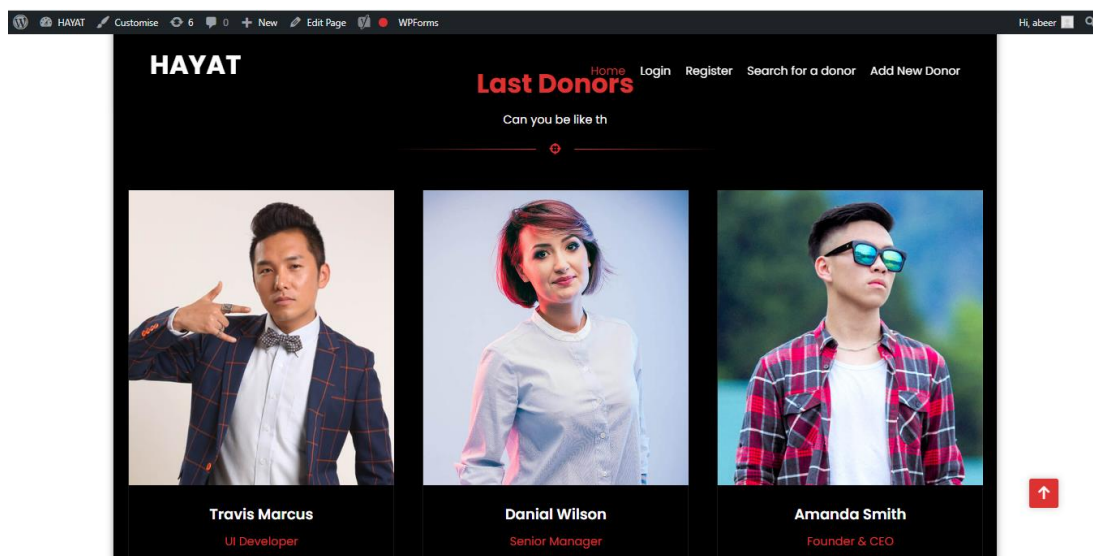 HAYAT Customise 6 0 New Edit Page WPForms Hi, abeer
HAYAT
Home Login Register Search for a donor Add New Donor
Last Donors
Can you be like th
Travis Marcus Danial Wilson Amanda Smith
UI Developer Senior Manager Founder & CEO